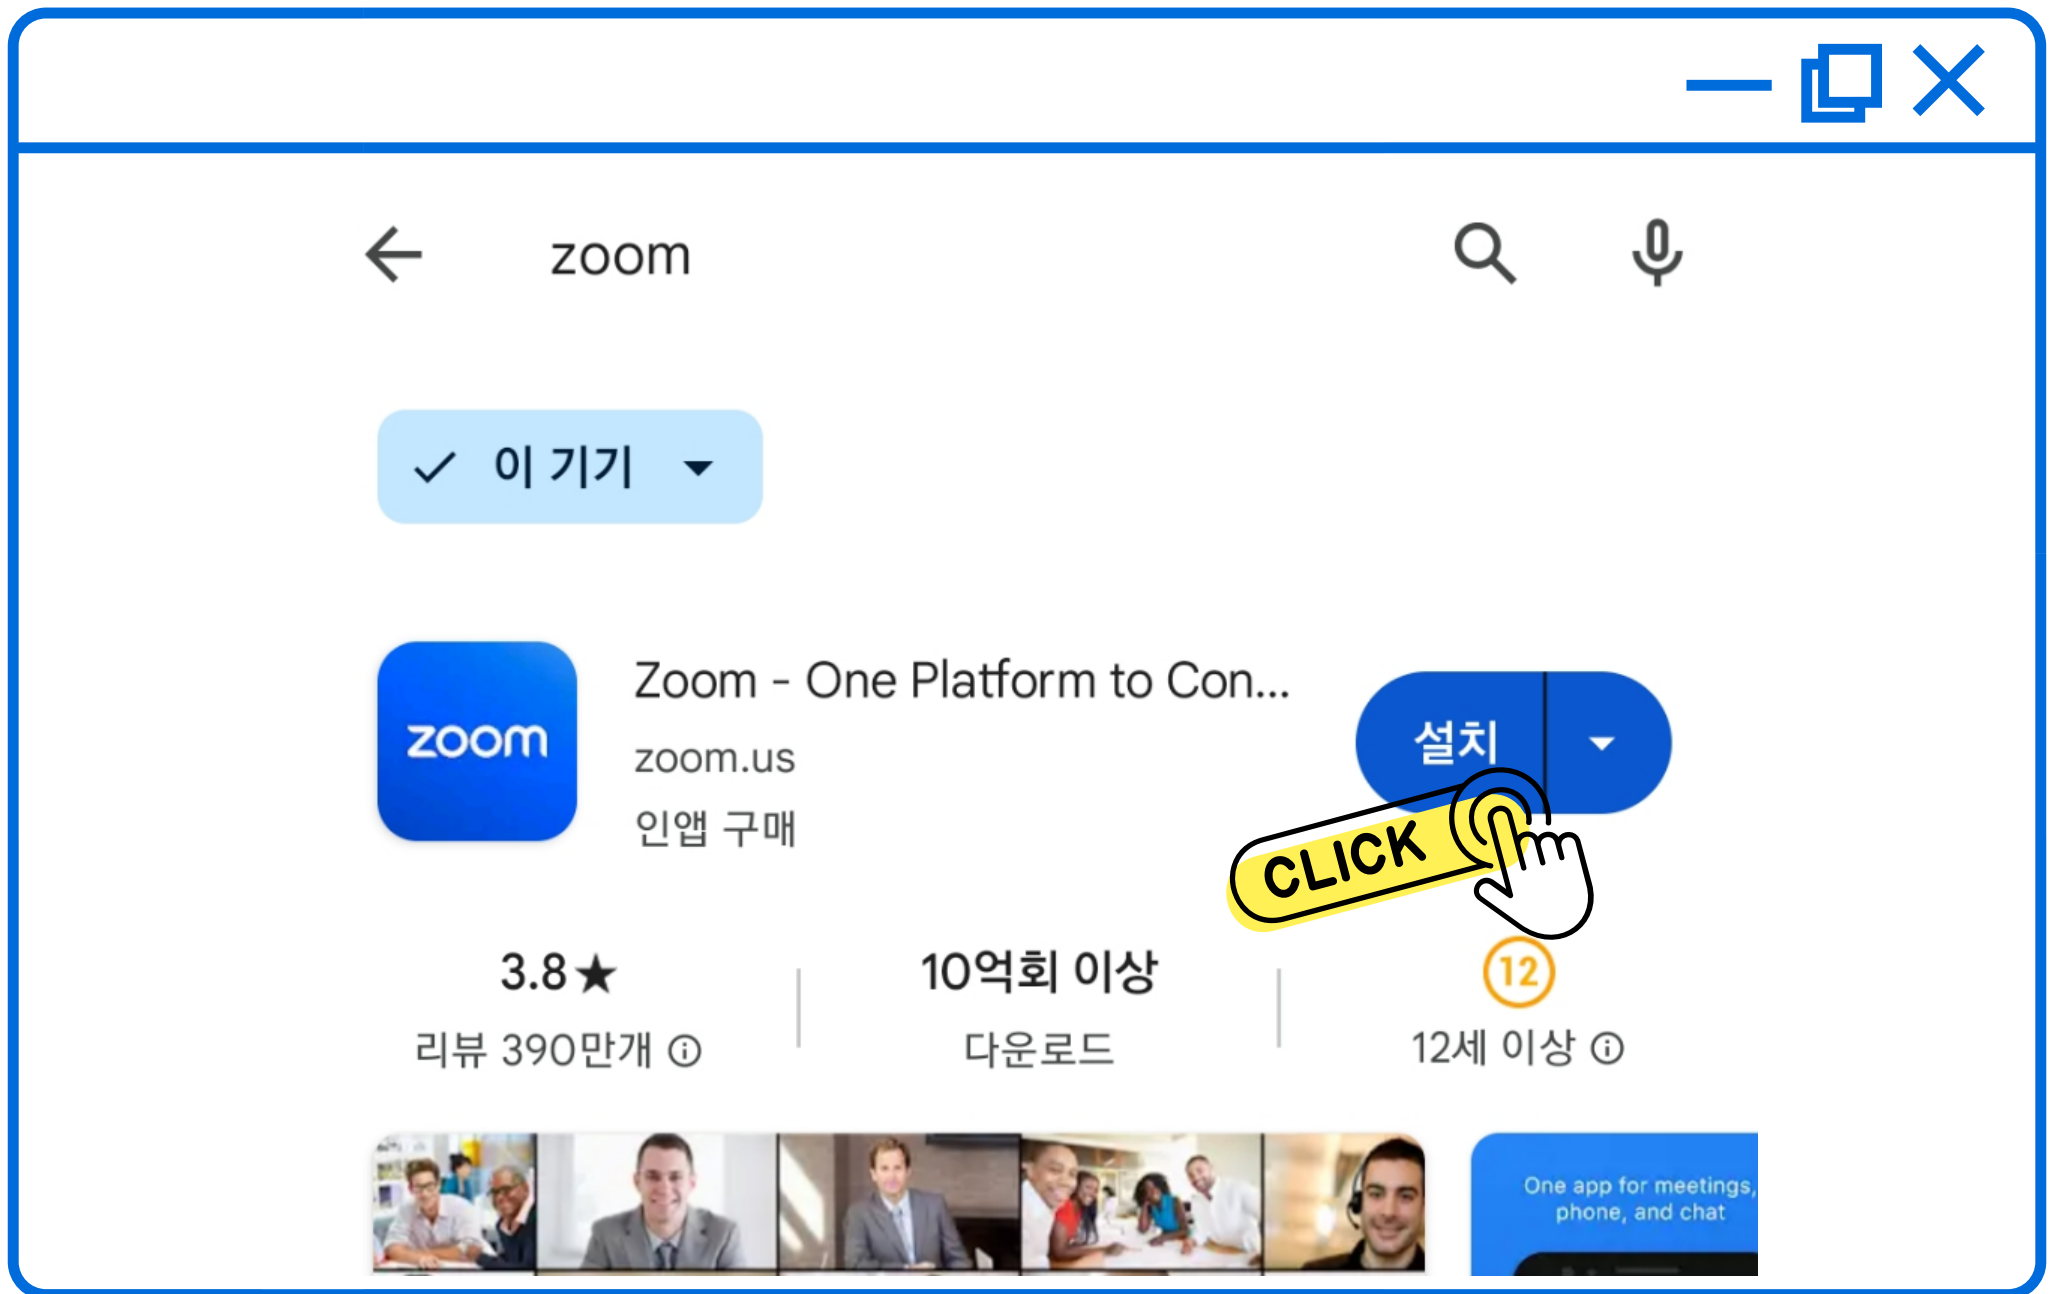 zoom
이 기기
zoom
Zoom - One Platform to Con...
zoom.us
인앱 구매
설치
CLICK
3.8★
리뷰 390만개
10억회 이상
다운로드
12
12세 이상
One app for meetings,
phone, and chat